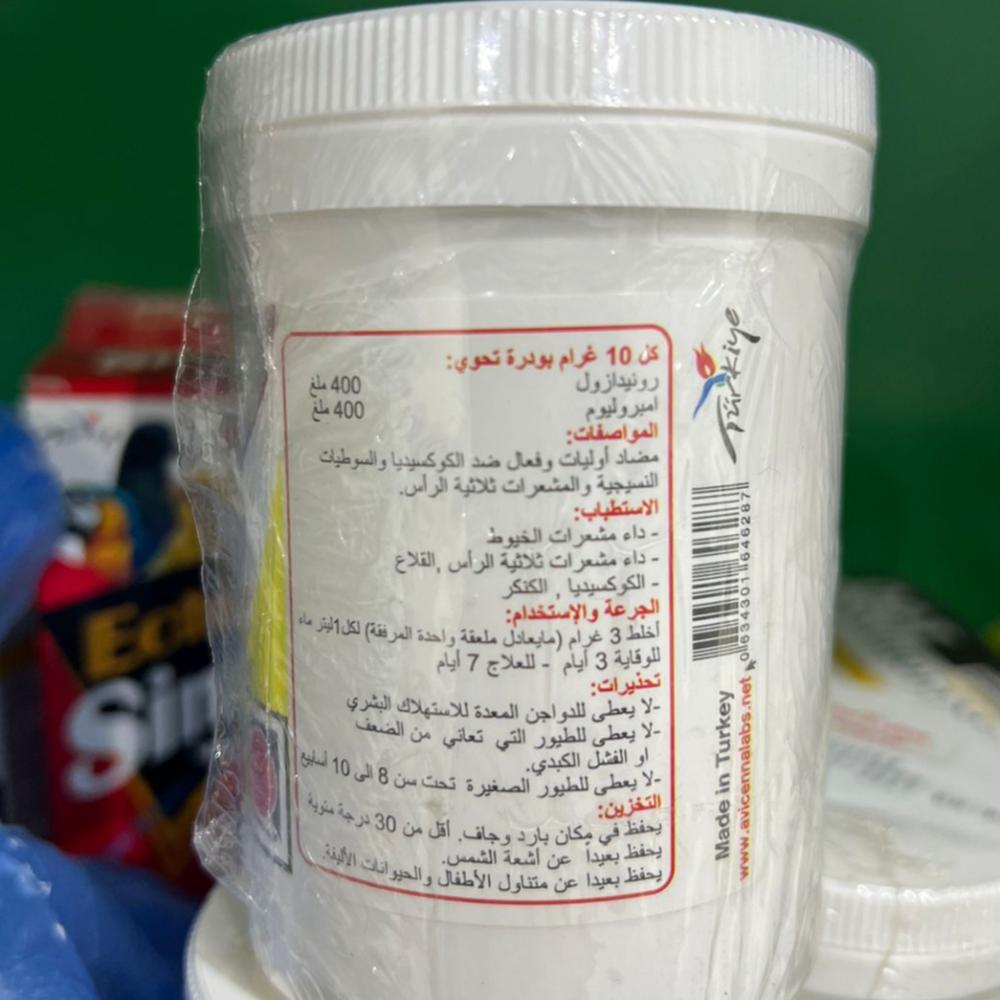 كل 10 غرام بودرة تحوي:
رونيدازول 400 ملغ
امبروليوم 400 ملغ
المواصفات:
مضاد أوليات وفعال ضد الكوكسيديا والسوطيات
النسيجية والمشعرات ثلاثية الرأس.
الاستطباب:
- داء مشعرات الخيوط
- داء مشعرات ثلاثية الرأس ,القلاع
- الكوكسيديا , الكنكر
الجرعة والإستخدام:
أخلط 3 غرام (مايعادل ملعقة واحدة المرفقة) لكل 1ليتر ماء
للوقاية 3 أيام - للعلاج 7 أيام
تحذيرات:
-لا يعطى للدواجن المعدة للاستهلاك البشري
-لا يعطى للطيور التي تعاني من الضعف
او الفشل الكبدي.
-لا يعطى للطيور الصغيرة تحت سن 8 الى 10 أسابيع
التخزين:
يحفظ في مكان بارد وجاف. أقل من 30 درجة مئوية
يحفظ بعيداً عن أشعة الشمس.
يحفظ بعيدا عن متناول الأطفال والحيوانات الأليفة.
Türkiye
0634301646287
Made in Turkey
www.avicennalabs.net